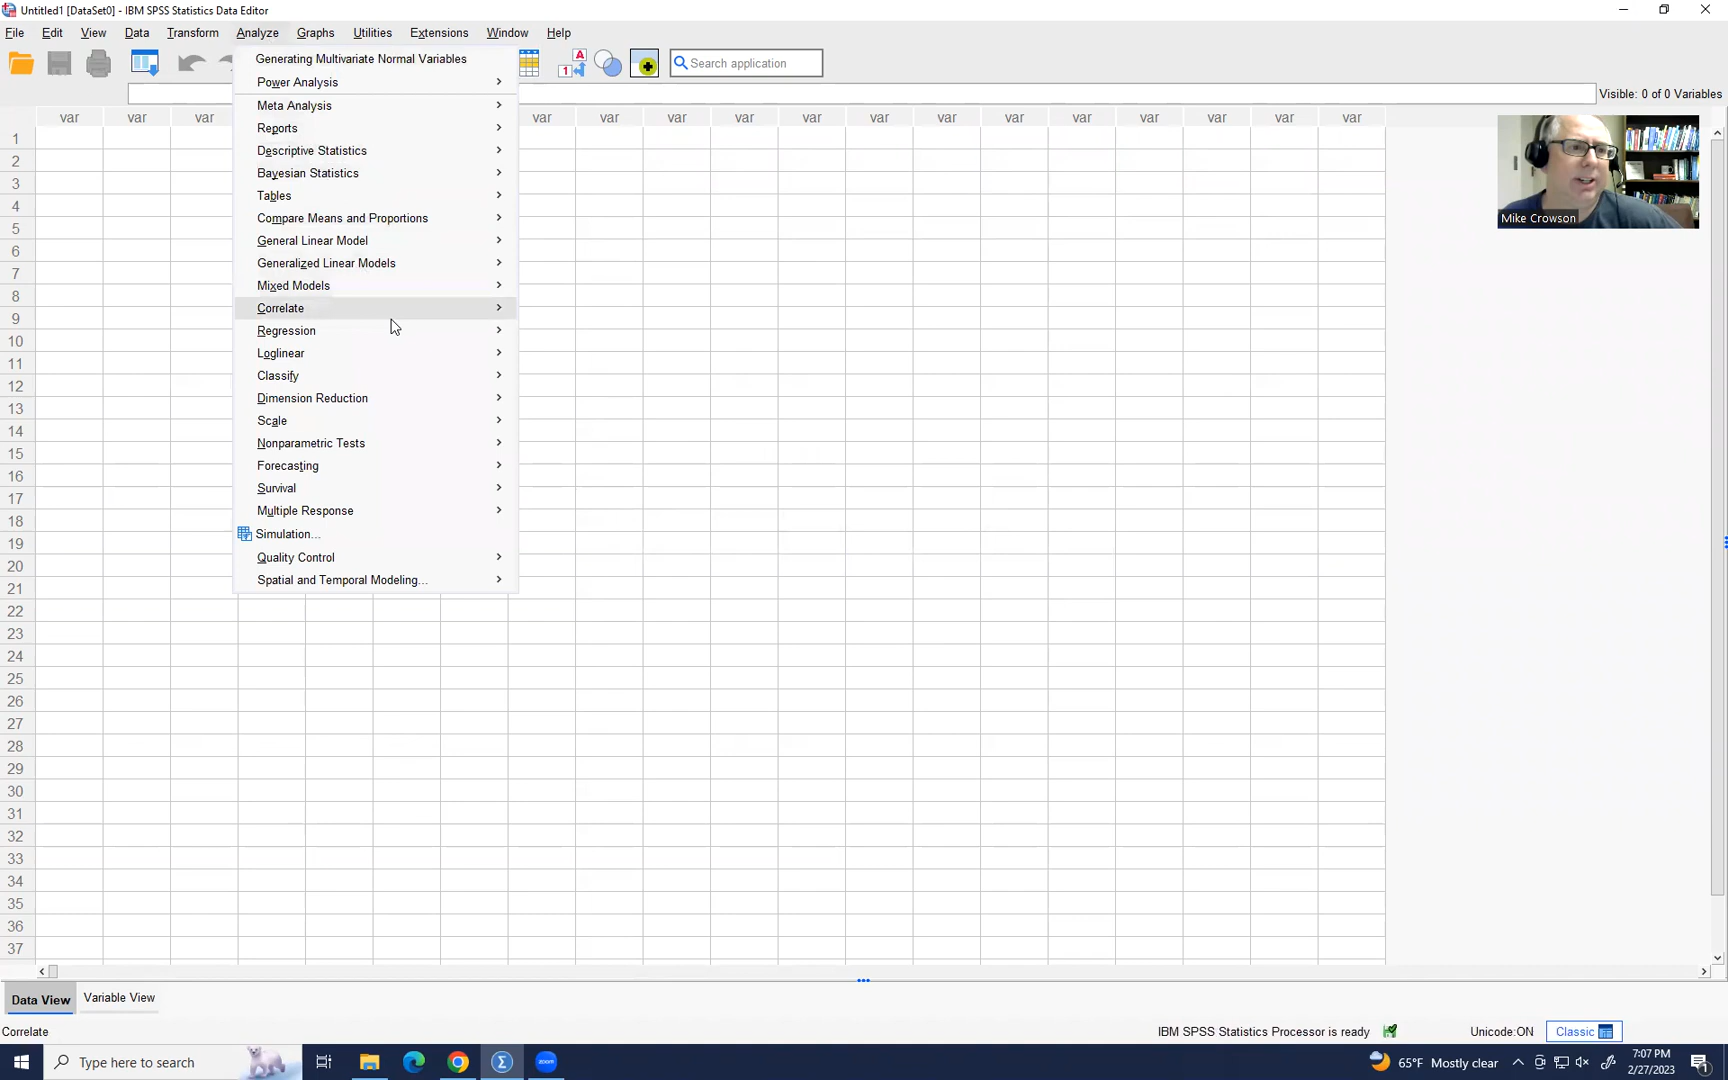 Untitled1 [DataSet0] - IBM SPSS Statistics Data Editor
File Edit View Data Transform Analyze Graphs Utilities Extensions Window Help
Search application
Visible: 0 of 0 Variables
Generating Multivariate Normal Variables
Power Analysis
Meta Analysis
Reports
Descriptive Statistics
Bayesian Statistics
Tables
Compare Means and Proportions
General Linear Model
Generalized Linear Models
Mixed Models
Correlate
Regression
Loglinear
Classify
Dimension Reduction
Scale
Nonparametric Tests
Forecasting
Survival
Multiple Response
Simulation...
Quality Control
Spatial and Temporal Modeling...
var var var var var var var var var var var var var var var var
1
2
3
4
5
6
7
8
9
10
11
12
13
14
15
16
17
18
19
20
21
22
23
24
25
26
27
28
29
30
31
32
33
34
35
36
37
Mike Crowson
Data View Variable View
Correlate
IBM SPSS Statistics Processor is ready
Unicode:ON
Classic
Type here to search
65°F Mostly clear
7:07 PM
2/27/2023